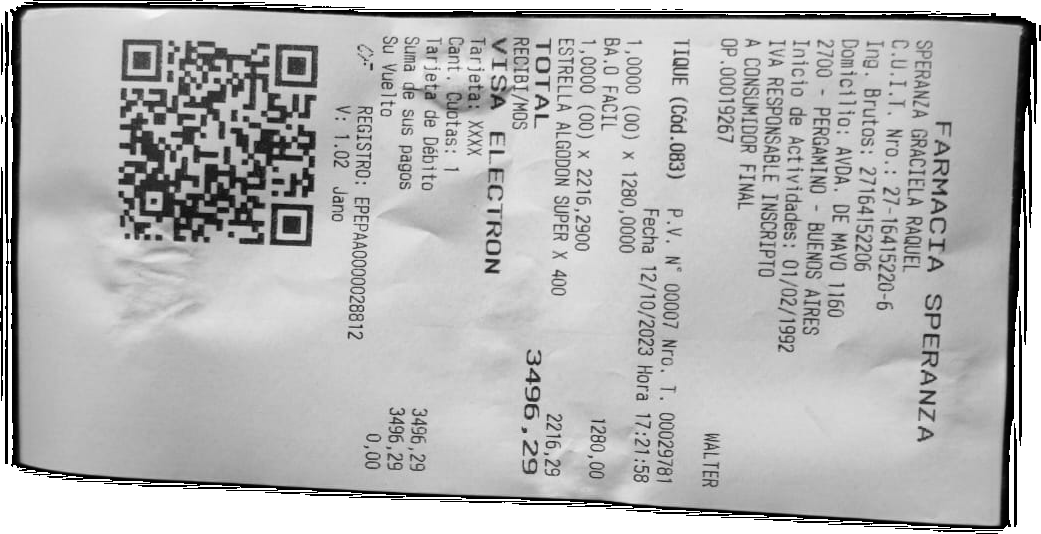 FARMACIA SPERANZA
SPERANZA GRACIELA RAQUEL
C.U.I.T. Nro.: 27-16415220-6
Ing. Brutos: 27164152206
Domicilio: AVDA. DE MAYO 1160
2700 - PERGAMINO - BUENOS AIRES
Inicio de Actividades: 01/02/1992
IVA RESPONSABLE INSCRIPTO
A CONSUMIDOR FINAL
OP.00019267 WALTER
TIQUE (Cód.083) P.V. N° 00007 Nro. T. 00029781
Fecha 12/10/2023 Hora 17:21:58
1,0000 (00) x 1280,0000
BA.O FACIL 1280,00
1,0000 (00) x 2216,2900
ESTRELLA ALGODON SUPER X 400 2216,29
TOTAL 3496,29
RECIBI/MOS
VISA ELECTRON
Tarjeta: XXXX
Cant. Cuotas: 1
Tarjeta de Débito 3496,29
Suma de sus pagos 3496,29
Su Vuelto 0,00
REGISTRO: EPEPAA0000028812
V: 1.02 Jano